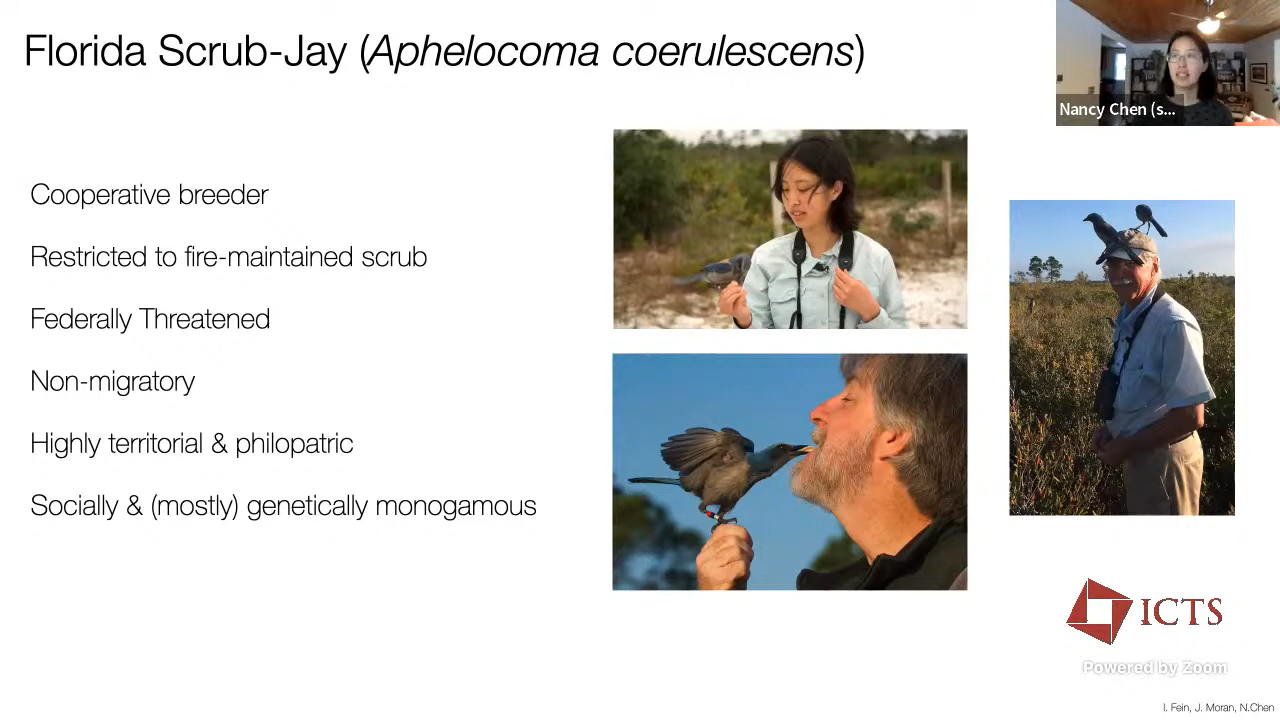 Florida Scrub-Jay (Aphelocoma coerulescens)
Nancy Chen (s...
Cooperative breeder
Restricted to fire-maintained scrub
Federally Threatened
Non-migratory
Highly territorial & philopatric
Socially & (mostly) genetically monogamous
ICTS
Powered by Zoom
I. Fein, J. Moran, N.Chen